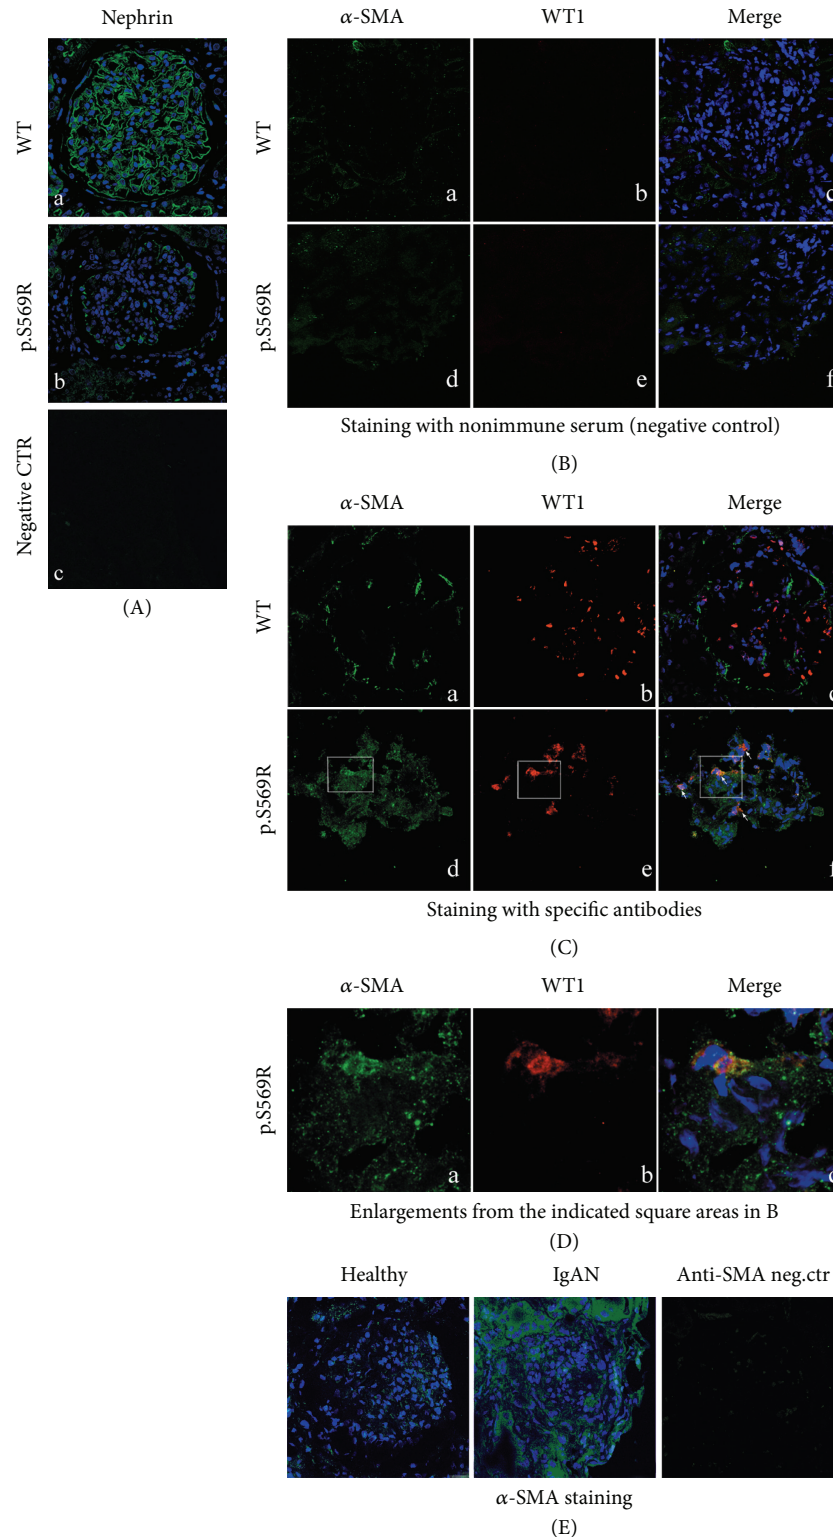 Nephrin
WT
a
p.S569R
b
Negative CTR
c
(A)
α-SMA WT1 Merge
WT
a b c
p.S569R
d e f
Staining with nonimmune serum (negative control)
(B)
α-SMA WT1 Merge
WT
a b c
p.S569R
d e f
Staining with specific antibodies
(C)
α-SMA WT1 Merge
p.S569R
a b c
Enlargements from the indicated square areas in B
(D)
Healthy IgAN Anti-SMA neg.ctr
α-SMA staining
(E)